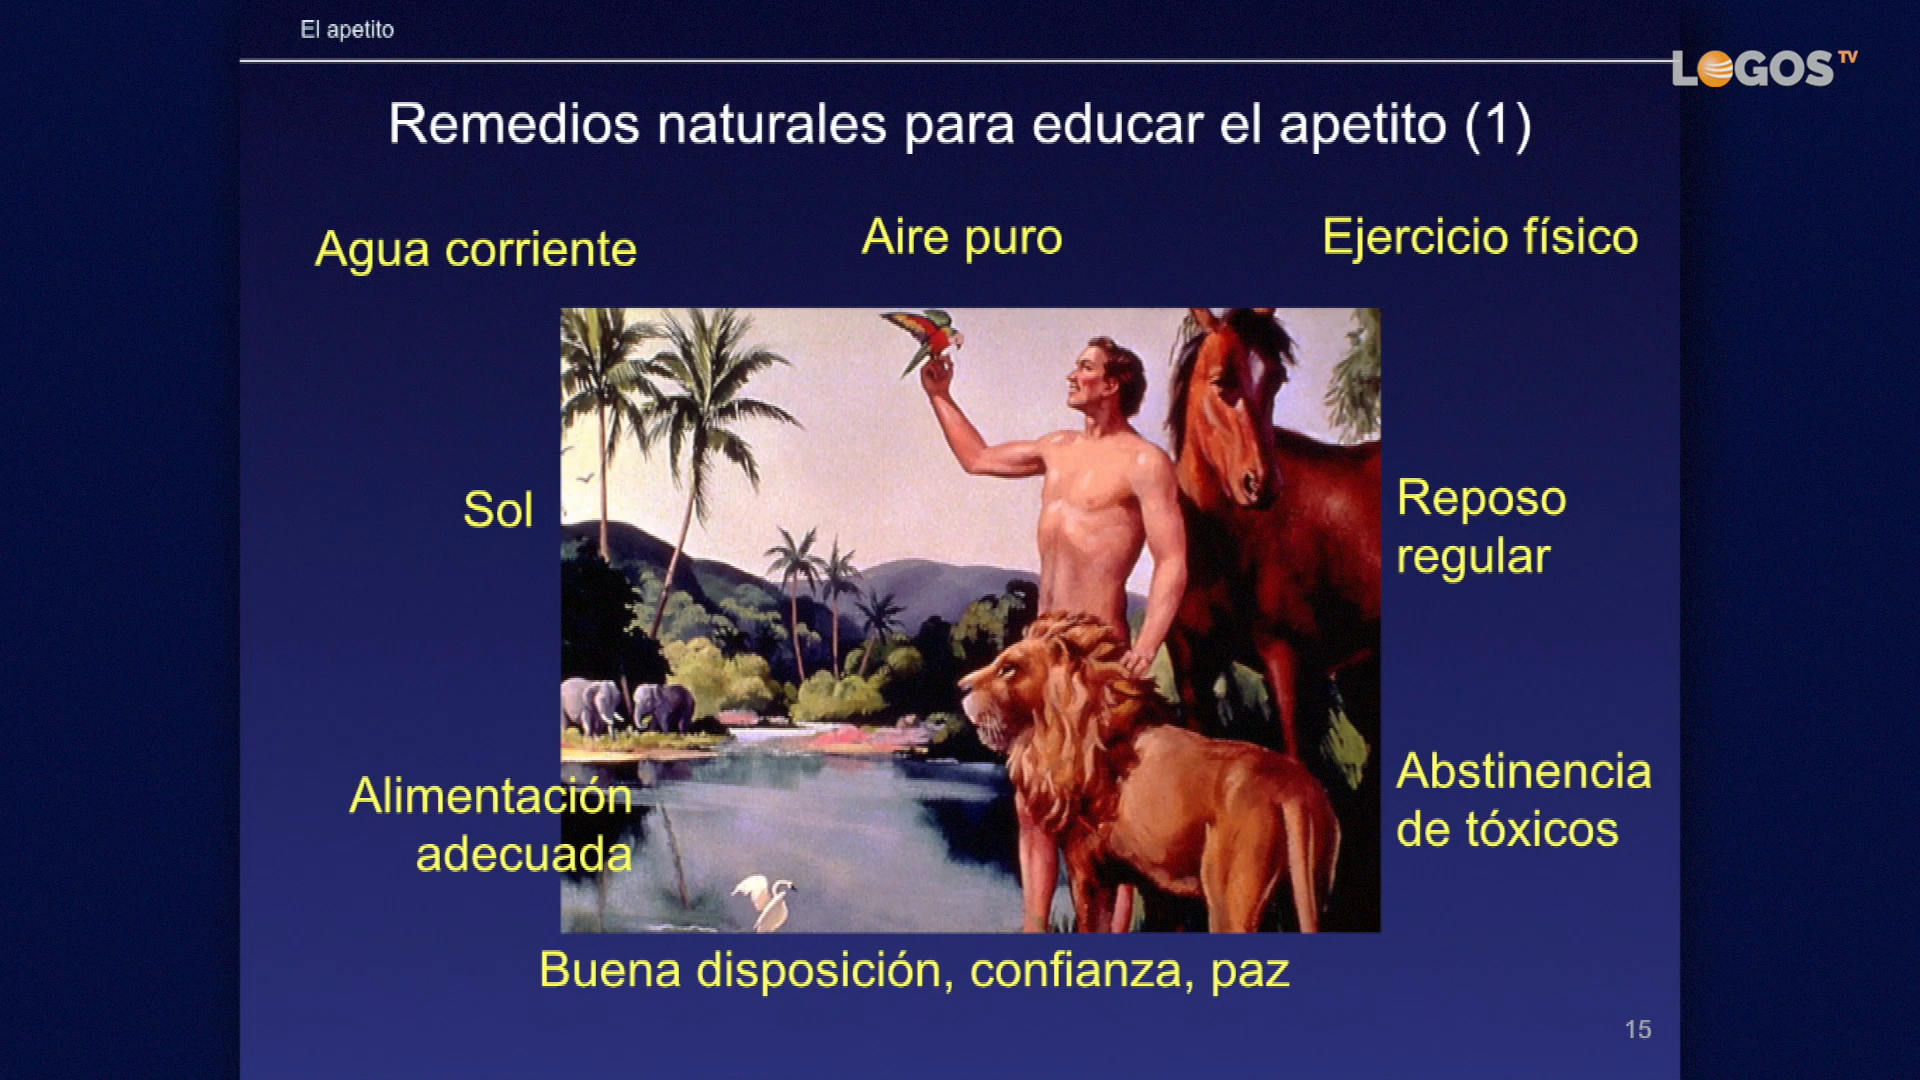 El apetito
LOGOS TV
Remedios naturales para educar el apetito (1)
Agua corriente
Aire puro
Ejercicio físico
Sol
Reposo
regular
Alimentación
adecuada
Abstinencia
de tóxicos
Buena disposición, confianza, paz
15